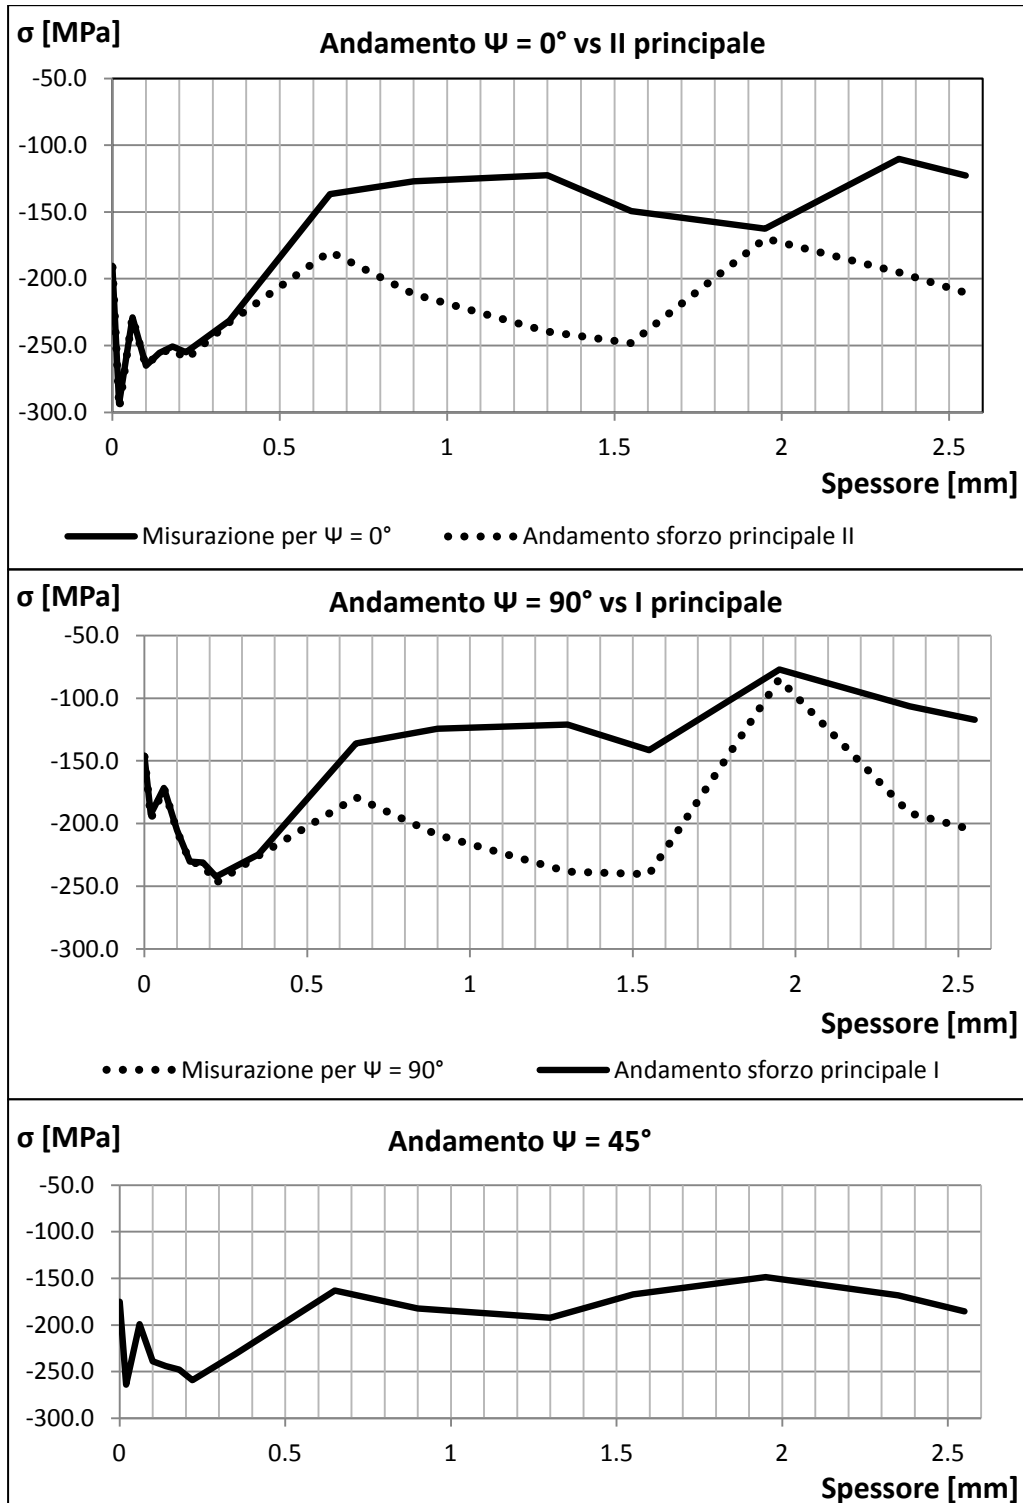 σ [MPa]
Andamento Ψ = 0° vs II principale
-50.0
-100.0
-150.0
-200.0
-250.0
-300.0
0 0.5 1 1.5 2 2.5
Spessore [mm]
Misurazione per Ψ = 0° Andamento sforzo principale II
σ [MPa]
Andamento Ψ = 90° vs I principale
-50.0
-100.0
-150.0
-200.0
-250.0
-300.0
0 0.5 1 1.5 2 2.5
Spessore [mm]
Misurazione per Ψ = 90° Andamento sforzo principale I
σ [MPa]
Andamento Ψ = 45°
-50.0
-100.0
-150.0
-200.0
-250.0
-300.0
0 0.5 1 1.5 2 2.5
Spessore [mm]